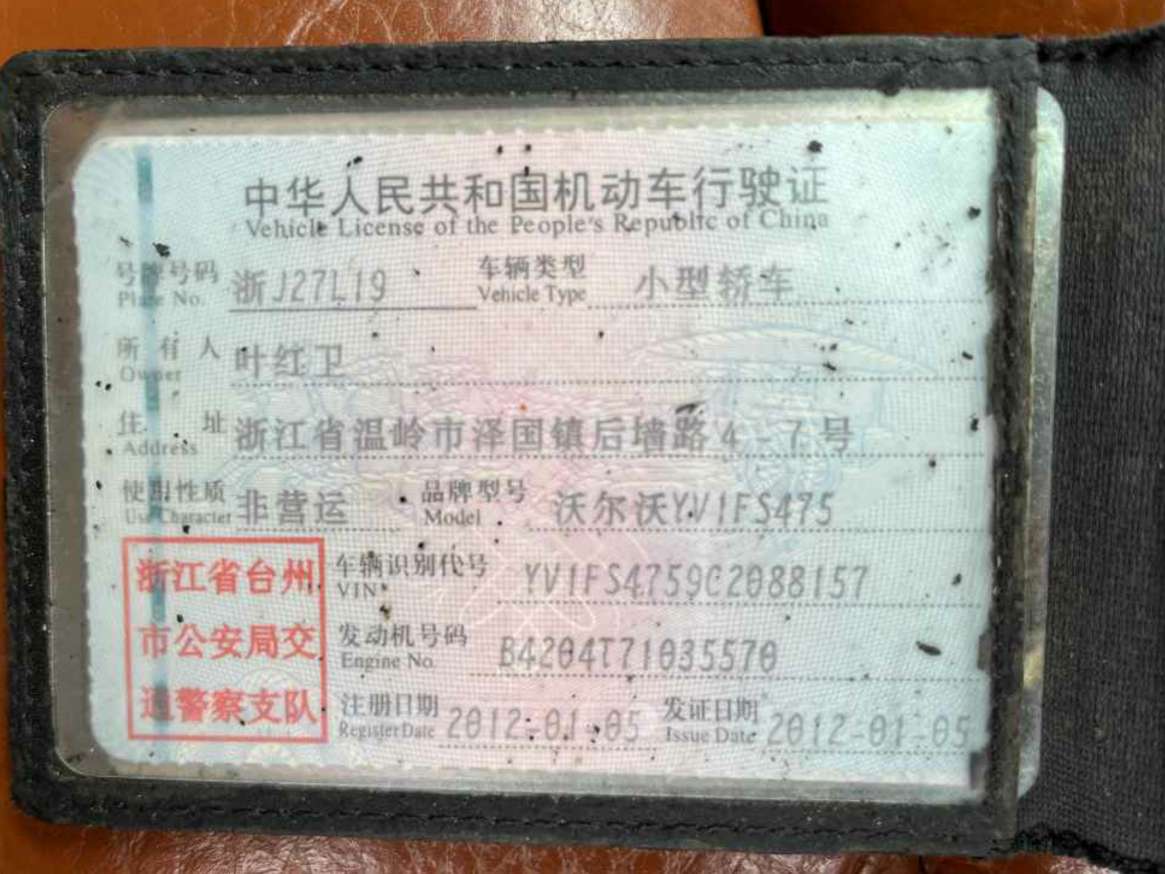 中华人民共和国机动车行驶证
Vehicle License of the People's Republic of China
号牌号码 浙J27L19 车辆类型 小型轿车
Plate No. Vehicle Type
所有人 叶红卫
Owner
住址 浙江省温岭市泽国镇后墙路4-7号
Address
使用性质 非营运 品牌型号 沃尔沃YV1FS475
Use Character Model
浙江省台州 车辆识别代号 YV1FS4759C2088157
VIN
市公安局交 发动机号码 B4204T71035570
Engine No.
通警察支队 注册日期 2012-01-05 发证日期 2012-01-05
Register Date Issue Date